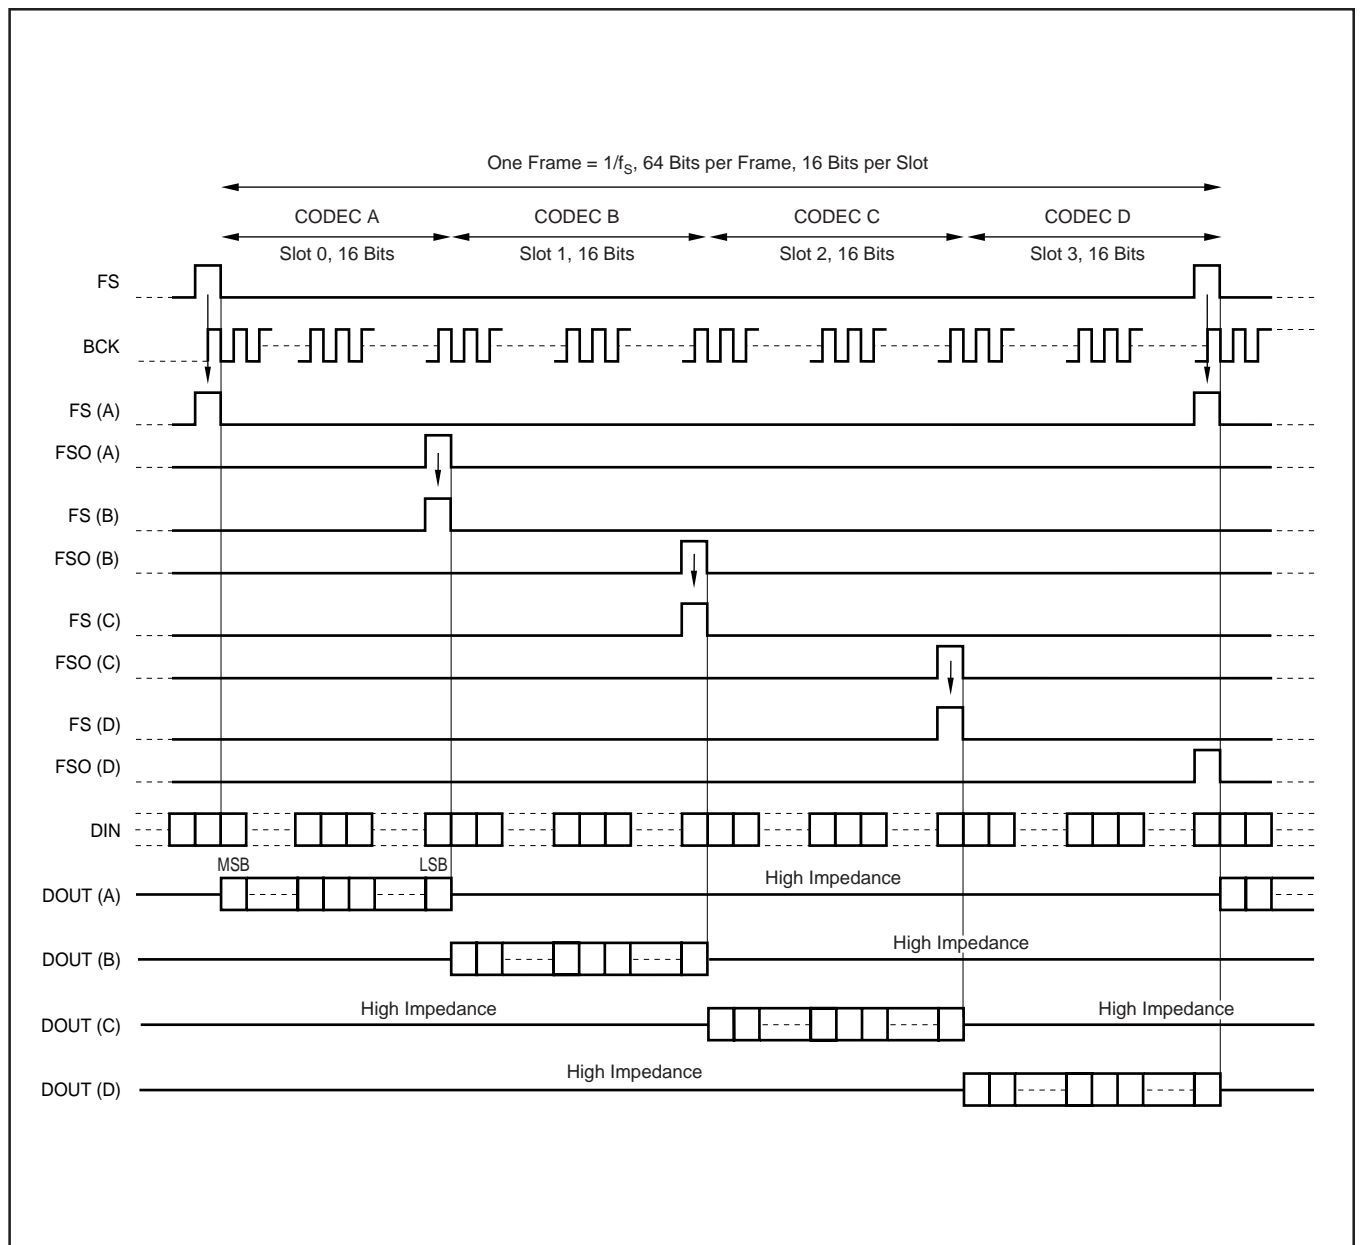 One Frame = 1/fS, 64 Bits per Frame, 16 Bits per Slot
CODEC A
CODEC B
CODEC C
CODEC D
Slot 0, 16 Bits
Slot 1, 16 Bits
Slot 2, 16 Bits
Slot 3, 16 Bits
FS
BCK
FS (A)
FSO (A)
FS (B)
FSO (B)
FS (C)
FSO (C)
FS (D)
FSO (D)
DIN
MSB
LSB
DOUT (A)
High Impedance
DOUT (B)
High Impedance
DOUT (C)
High Impedance
High Impedance
DOUT (D)
High Impedance